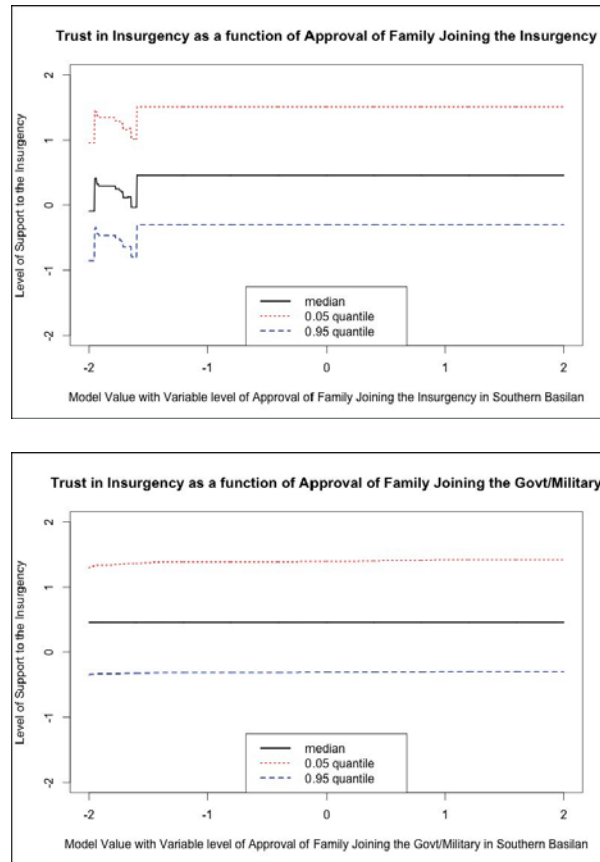 Trust in Insurgency as a function of Approval of Family Joining the Insurgency
Level of Support to the Insurgency
2
1
0
-1
-2
median
0.05 quantile
0.95 quantile
-2 -1 0 1 2
Model Value with Variable level of Approval of Family Joining the Insurgency in Southern Basilan
Trust in Insurgency as a function of Approval of Family Joining the Govt/Military
Level of Support to the Insurgency
2
1
0
-1
-2
median
0.05 quantile
0.95 quantile
-2 -1 0 1 2
Model Value with Variable level of Approval of Family Joining the Govt/Military in Southern Basilan